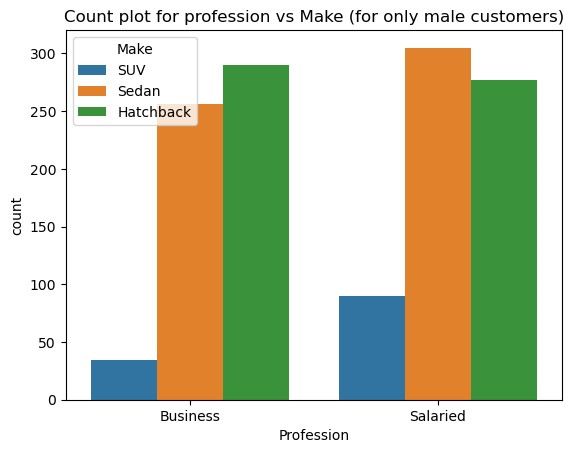 Count plot for profession vs Make (for only male customers)
Make
SUV
Sedan
Hatchback
300
250
200
150
100
50
0
count
Business
Salaried
Profession